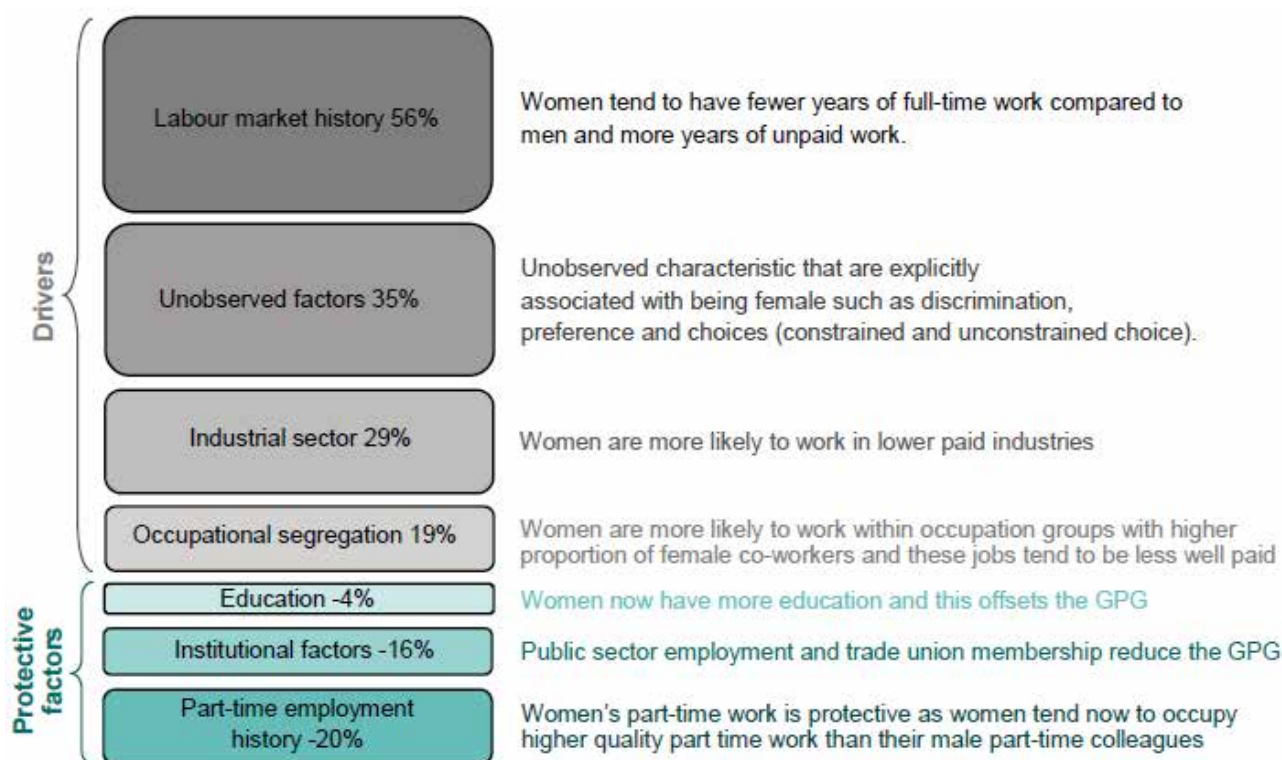 Drivers
Labour market history 56%
Women tend to have fewer years of full-time work compared to
men and more years of unpaid work.
Unobserved factors 35%
Unobserved characteristic that are explicitly
associated with being female such as discrimination,
preference and choices (constrained and unconstrained choice).
Industrial sector 29%
Women are more likely to work in lower paid industries
Occupational segregation 19%
Women are more likely to work within occupation groups with higher
proportion of female co-workers and these jobs tend to be less well paid
Protective
factors
Education -4%
Women now have more education and this offsets the GPG
Institutional factors -16%
Public sector employment and trade union membership reduce the GPG
Part-time employment
history -20%
Women's part-time work is protective as women tend now to occupy
higher quality part time work than their male part-time colleagues